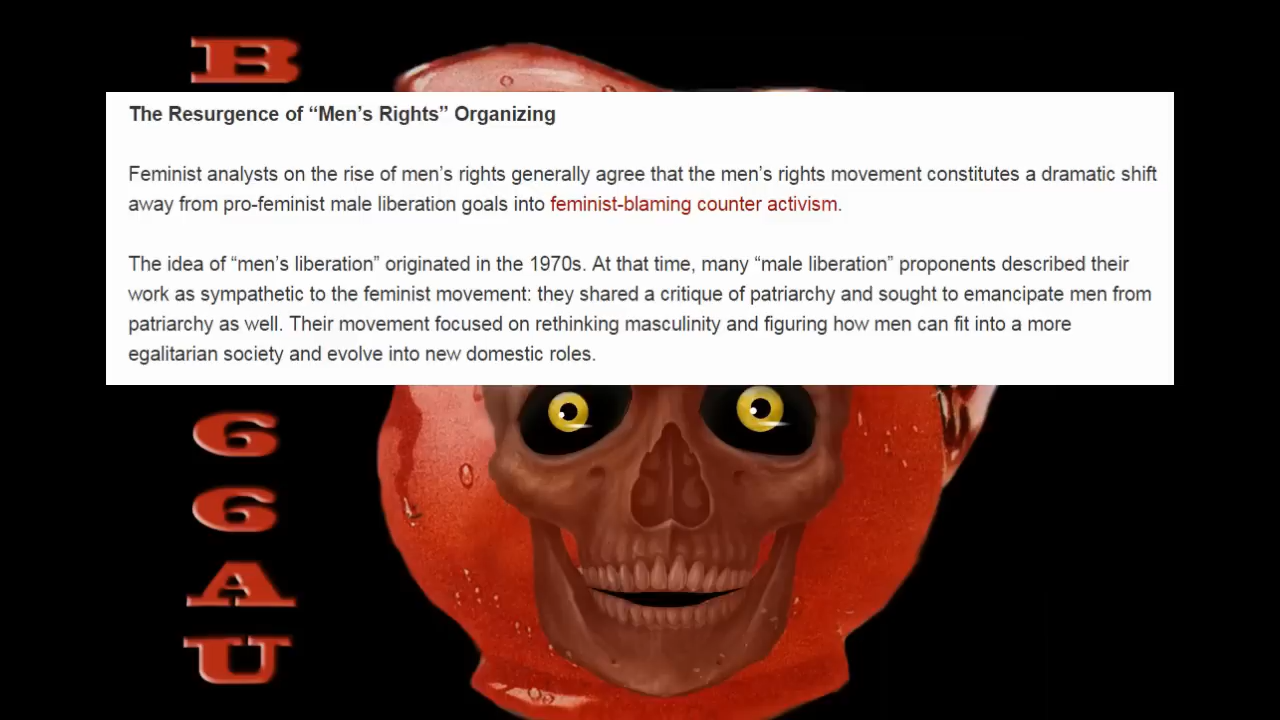 B
The Resurgence of “Men’s Rights” Organizing
Feminist analysts on the rise of men’s rights generally agree that the men’s rights movement constitutes a dramatic shift
away from pro-feminist male liberation goals into feminist-blaming counter activism.
The idea of “men’s liberation” originated in the 1970s. At that time, many “male liberation” proponents described their
work as sympathetic to the feminist movement: they shared a critique of patriarchy and sought to emancipate men from
patriarchy as well. Their movement focused on rethinking masculinity and figuring how men can fit into a more
egalitarian society and evolve into new domestic roles.
6
6
A
U